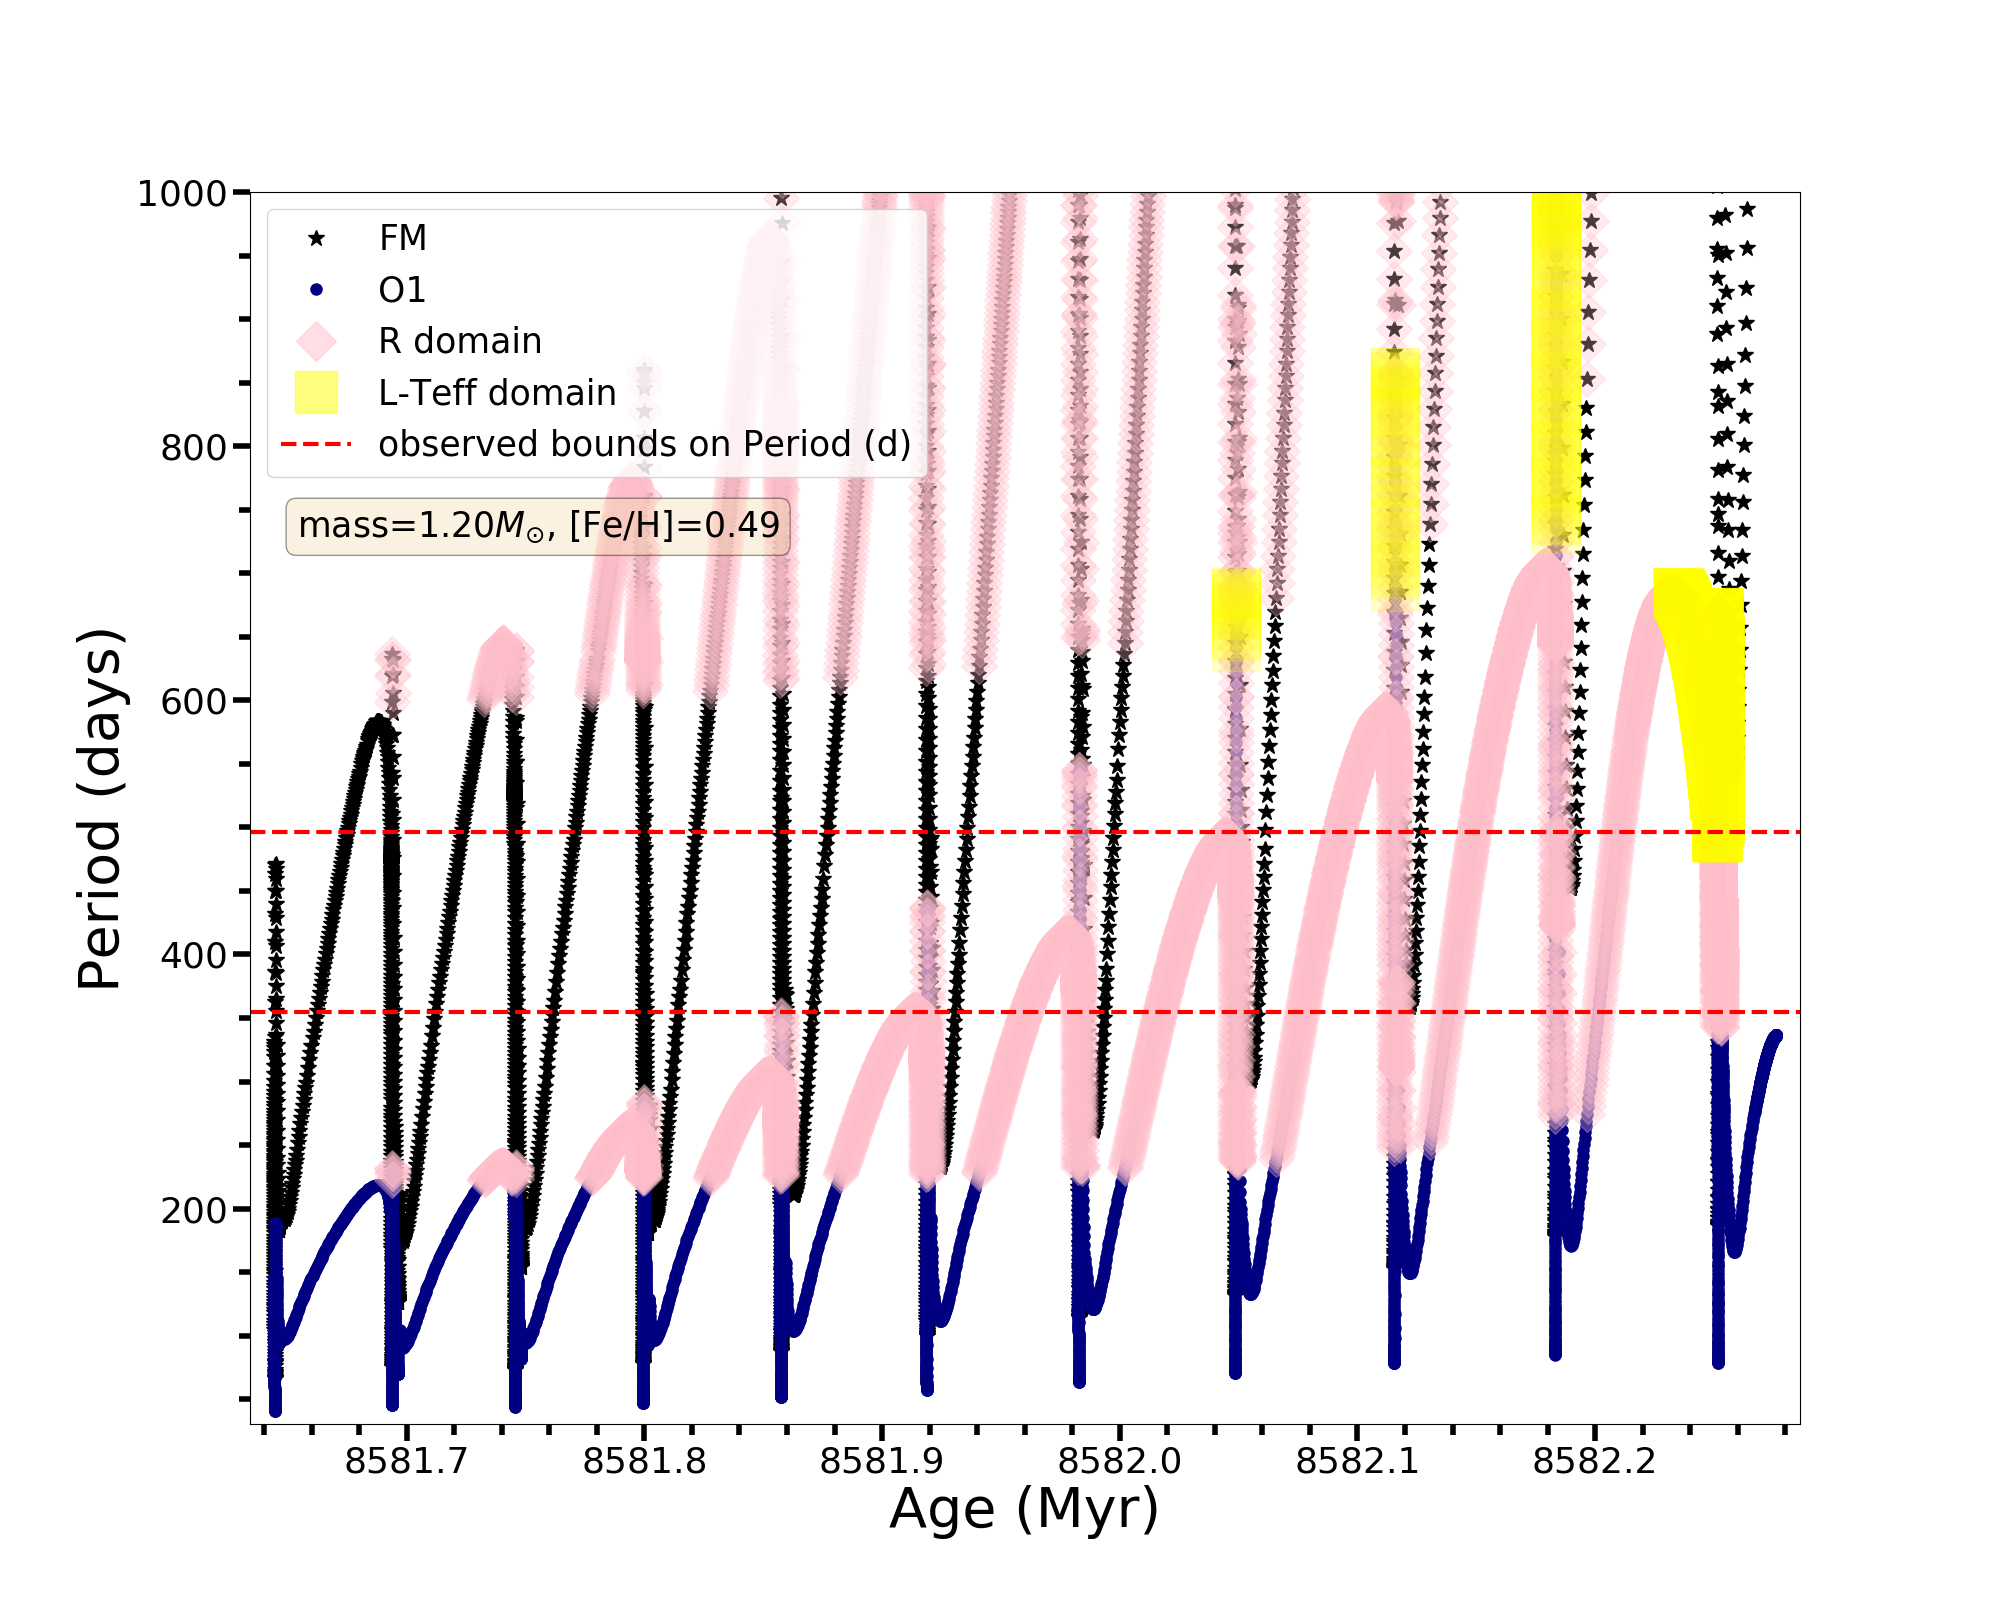 1000
800
600
400
200
Period (days)
FM
O1
R domain
L-Teff domain
observed bounds on Period (d)
mass=1.20M☉, [Fe/H]=0.49
8581.7 8581.8 8581.9 8582.0 8582.1 8582.2
Age (Myr)